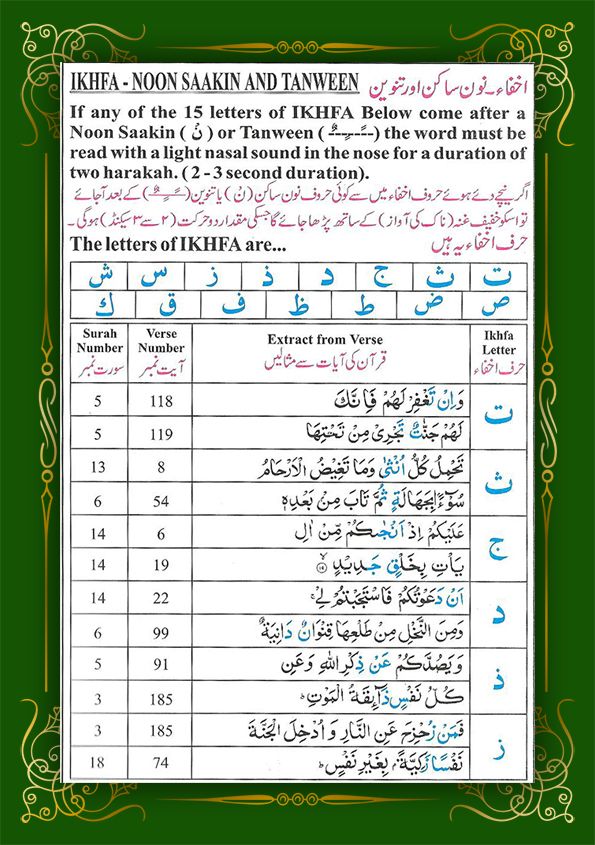 IKHFA - NOON SAAKIN AND TANWEEN اخفاء۔نون ساکن اور تنوین
If any of the 15 letters of IKHFA Below come after a
Noon Saakin ( نْ ) or Tanween ( ـًـ ـٍـ ـٌـ ) the word must be
read with a light nasal sound in the nose for a duration of
two harakah. ( 2 - 3 second duration).
اگر نیچے دئے ہوئے حروف اخفاء میں سے کوئی حروف نون ساکن (نْ) یا تنوین (ـًـ ـٍـ ـٌـ) کے بعد آجائے
تو اسکو خفیف غنہ (ناک کی آواز) کے ساتھ پڑھا جائے گا جسکی مقدار دو حرکت (۲ سے ۳ سیکنڈ) ہوگی۔
The letters of IKHFA are... حرف اخفاء یہ ہیں
ت ث ج د ذ ز س ش
ص ض ط ظ ف ق ك
Surah Number سورت نمبر
Verse Number آیت نمبر
Extract from Verse قرآن کی آیات سے مثالیں
Ikhfa Letter حرف اخفاء
ت
5 118 وَاِنْ تَغْفِرْ لَهُمْ فَاِنَّكَ
5 119 لَهُمْ جَنّٰتٌ تَجْرِىْ مِنْ تَحْتِهَا
ث
13 8 تَحْمِلُ كُلُّ اُنْثٰى وَمَا تَغِيْضُ الْاَرْحَامُ
6 54 سُوْٓءًۢا بِجَهَالَةٍ ثُمَّ تَابَ مِنْۢ بَعْدِهٖ
ج
14 6 عَلَيْكُمْ اِذْ اَنْجٰىكُمْ مِّنْ اٰلِ
14 19 يَاْتِ بِخَلْقٍ جَدِيْدٍ ﴿۱۹﴾
د
14 22 اَنْ دَعَوْتُكُمْ فَاسْتَجَبْتُمْ لِىْ
6 99 وَمِنَ النَّخْلِ مِنْ طَلْعِهَا قِنْوَانٌ دَانِيَةٌ
ذ
5 91 وَيَصُدَّكُمْ عَنْ ذِكْرِ اللّٰهِ وَعَنِ
3 185 كُلُّ نَفْسٍ ذَآئِقَةُ الْمَوْتِ ؕ
ز
3 185 فَمَنْ زُحْزِحَ عَنِ النَّارِ وَ اُدْخِلَ الْجَنَّةَ
18 74 نَفْسًا زَكِيَّةًۢ بِغَيْرِ نَفْسٍ ؕ